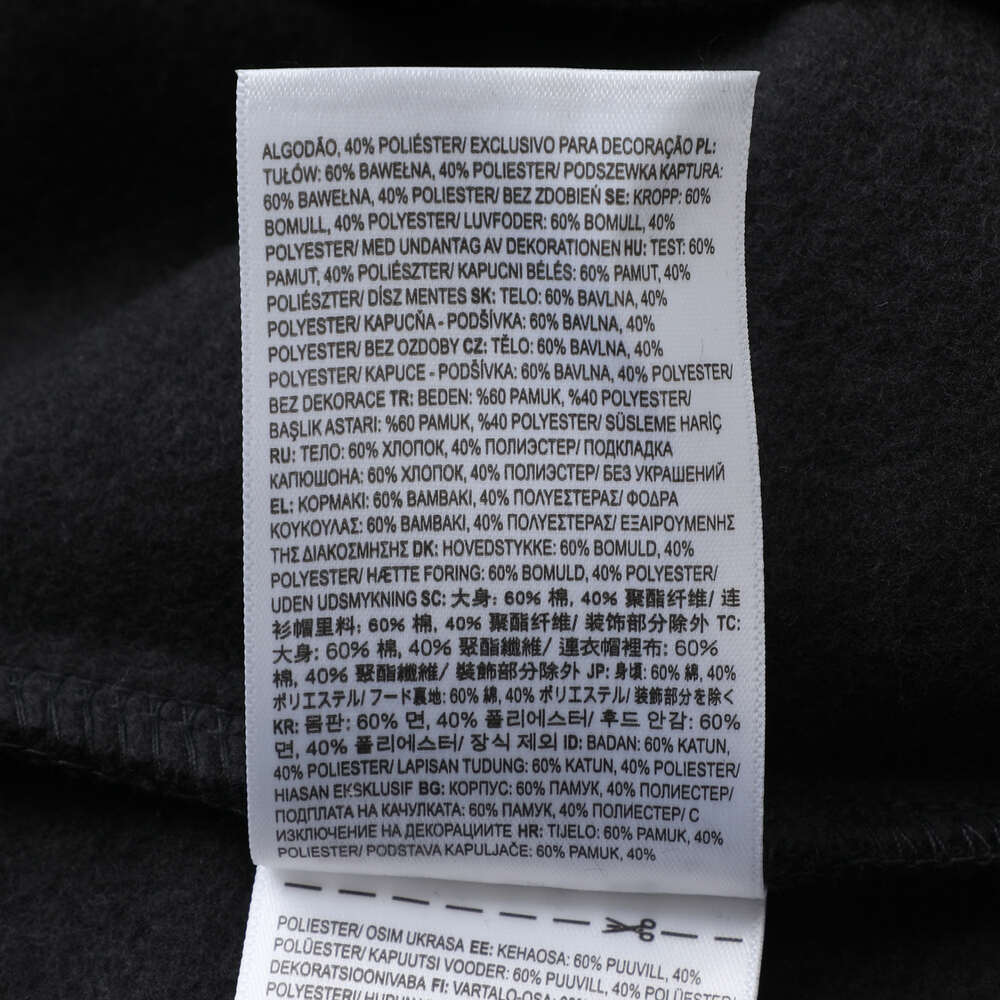 ALGODÃO, 40% POLIÉSTER/ EXCLUSIVO PARA DECORAÇÃO PL:
TUŁÓW: 60% BAWEŁNA, 40% POLIESTER/ PODSZEWKA KAPTURA:
60% BAWEŁNA, 40% POLIESTER/ BEZ ZDOBIEŃ SE: KROPP: 60%
BOMULL, 40% POLYESTER/ LUVFODER: 60% BOMULL, 40%
POLYESTER/ MED UNDANTAG AV DEKORATIONEN HU: TEST: 60%
PAMUT, 40% POLIÉSZTER/ KAPUCNI BÉLÉS: 60% PAMUT, 40%
POLIÉSZTER/ DÍSZ MENTES SK: TELO: 60% BAVLNA, 40%
POLYESTER/ KAPUCŇA - PODŠÍVKA: 60% BAVLNA, 40%
POLYESTER/ BEZ OZDOBY CZ: TĚLO: 60% BAVLNA, 40%
POLYESTER/ KAPUCE - PODŠÍVKA: 60% BAVLNA, 40% POLYESTER/
BEZ DEKORACE TR: BEDEN: %60 PAMUK, %40 POLYESTER/
BAŞLIK ASTARI: %60 PAMUK, %40 POLYESTER/ SÜSLEME HARİÇ
RU: ТЕЛО: 60% ХЛОПОК, 40% ПОЛИЭСТЕР/ ПОДКЛАДКА
КАПЮШОНА: 60% ХЛОПОК, 40% ПОЛИЭСТЕР/ БЕЗ УКРАШЕНИЙ
EL: ΚΟΡΜΑΚΙ: 60% ΒΑΜΒΑΚΙ, 40% ΠΟΛΥΕΣΤΕΡΑΣ/ ΦΟΔΡΑ
ΚΟΥΚΟΥΛΑΣ: 60% ΒΑΜΒΑΚΙ, 40% ΠΟΛΥΕΣΤΕΡΑΣ/ ΕΞΑΙΡΟΥΜΕΝΗΣ
ΤΗΣ ΔΙΑΚΟΣΜΗΣΗΣ DK: HOVEDSTYKKE: 60% BOMULD, 40%
POLYESTER/ HÆTTE FORING: 60% BOMULD, 40% POLYESTER/
UDEN UDSMYKNING SC: 大身: 60% 棉, 40% 聚酯纤维/ 连
衫帽里料: 60% 棉, 40% 聚酯纤维/ 装饰部分除外 TC:
大身: 60% 棉, 40% 聚酯纖維/ 連衣帽裡布: 60%
棉, 40% 聚酯纖維/ 裝飾部分除外 JP: 身頃: 60% 綿, 40%
ポリエステル/ フード裏地: 60% 綿, 40% ポリエステル/ 装飾部分を除く
KR: 몸판: 60% 면, 40% 폴리에스터/ 후드 안감: 60%
면, 40% 폴리에스터/ 장식 제외 ID: BADAN: 60% KATUN,
40% POLIESTER/ LAPISAN TUDUNG: 60% KATUN, 40% POLIESTER/
HIASAN EKSKLUSIF BG: КОРПУС: 60% ПАМУК, 40% ПОЛИЕСТЕР/
ПОДПЛАТА НА КАЧУЛКАТА: 60% ПАМУК, 40% ПОЛИЕСТЕР/ С
ИЗКЛЮЧЕНИЕ НА ДЕКОРАЦИИТЕ HR: TIJELO: 60% PAMUK, 40%
POLIESTER/ PODSTAVA KAPULJAČE: 60% PAMUK, 40%
POLIESTER/ OSIM UKRASA EE: KEHAOSA: 60% PUUVILL, 40%
POLÜESTER/ KAPUUTSI VOODER: 60% PUUVILL, 40% POLÜESTER/
DEKORATSIOONIVABA FI: VARTALO-OSA:
POLYESTER/